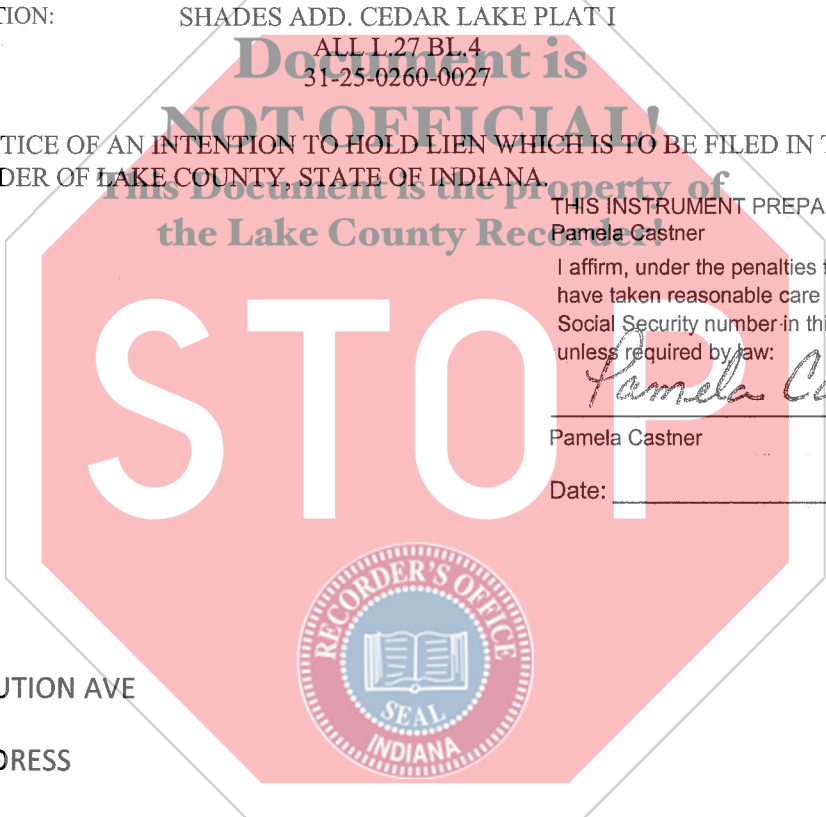 TION: SHADES ADD. CEDAR LAKE PLAT I
ALL L.27 BL.4
Document is
31-25-0260-0027
NOT OFFICIAL!
TICE OF AN INTENTION TO HOLD LIEN WHICH IS TO BE FILED IN T
DER OF LAKE COUNTY, STATE OF INDIANA.
This Document is the property of
the Lake County Recorder!
THIS INSTRUMENT PREPA
Pamela Castner
I affirm, under the penalties f
have taken reasonable care
Social Security number in thi
unless required by law:
Pamela Ca
Pamela Castner
Date:
STOP
RECORDER'S OFFICE
SEAL
INDIANA
UTION AVE
DRESS